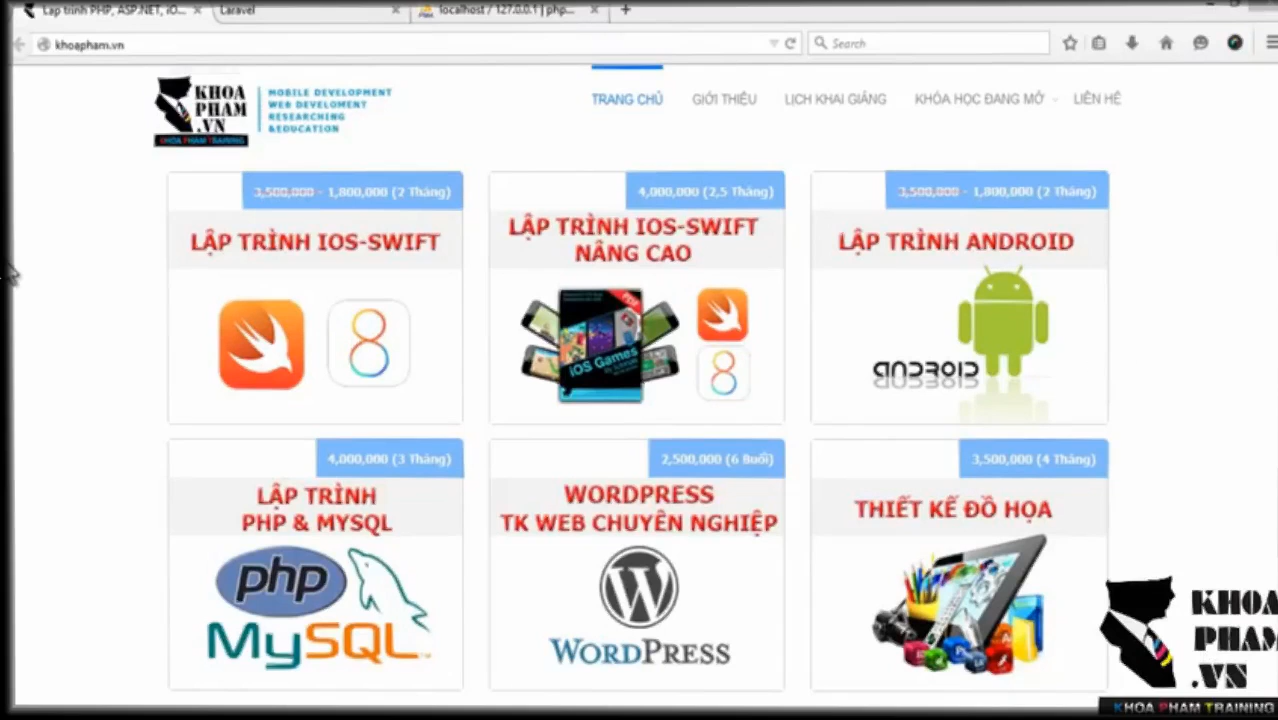 Lập trình PHP, ASP.NET, iO...
Laravel
localhost / 127.0.0.1 | php...
khoapham.vn
Search
KHOA
PHAM
.VN
KHOA PHAM TRAINING
MOBILE DEVELOPMENT
WEB DEVELOMENT
RESEARCHING
&EDUCATION
TRANG CHỦ
GIỚI THIỆU
LỊCH KHAI GIẢNG
KHÓA HỌC ĐANG MỞ
LIÊN HỆ
3,500,000 - 1,800,000 (2 Tháng)
LẬP TRÌNH IOS-SWIFT
8
4,000,000 (2,5 Tháng)
LẬP TRÌNH IOS-SWIFT
NÂNG CAO
PDF
iOS Games
8
3,500,000 - 1,800,000 (2 Tháng)
LẬP TRÌNH ANDROID
ANDROID
4,000,000 (3 Tháng)
LẬP TRÌNH
PHP & MYSQL
php
MySQL
2,500,000 (6 Buổi)
WORDPRESS
TK WEB CHUYÊN NGHIỆP
W
WORDPRESS
3,500,000 (4 Tháng)
THIẾT KẾ ĐỒ HỌA
KHOA
PHAM
.VN
KHOA PHAM TRAINING